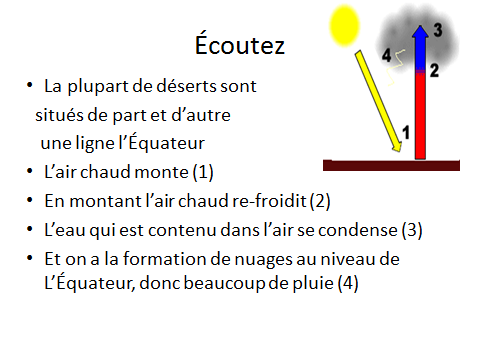 Écoutez
• La plupart de déserts sont
situés de part et d’autre
une ligne l’Équateur
• L’air chaud monte (1)
• En montant l’air chaud re-froidit (2)
• L’eau qui est contenu dans l’air se condense (3)
• Et on a la formation de nuages au niveau de
L’Équateur, donc beaucoup de pluie (4)
3
4
2
1